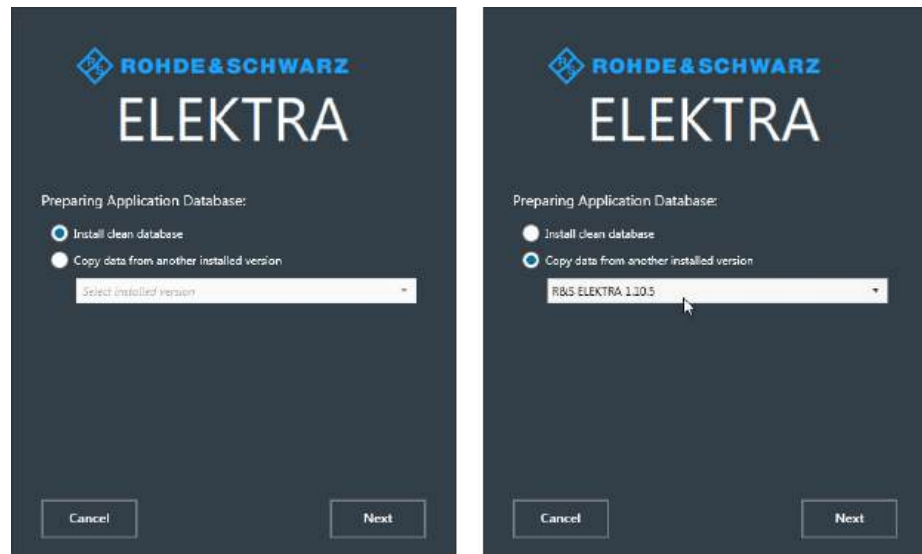 ROHDE&SCHWARZ
ELEKTRA
Preparing Application Database:
Install clean database
Copy data from another installed version
Select installed version
Cancel
Next
ROHDE&SCHWARZ
ELEKTRA
Preparing Application Database:
Install clean database
Copy data from another installed version
R&S ELEKTRA 1.10.5
Cancel
Next